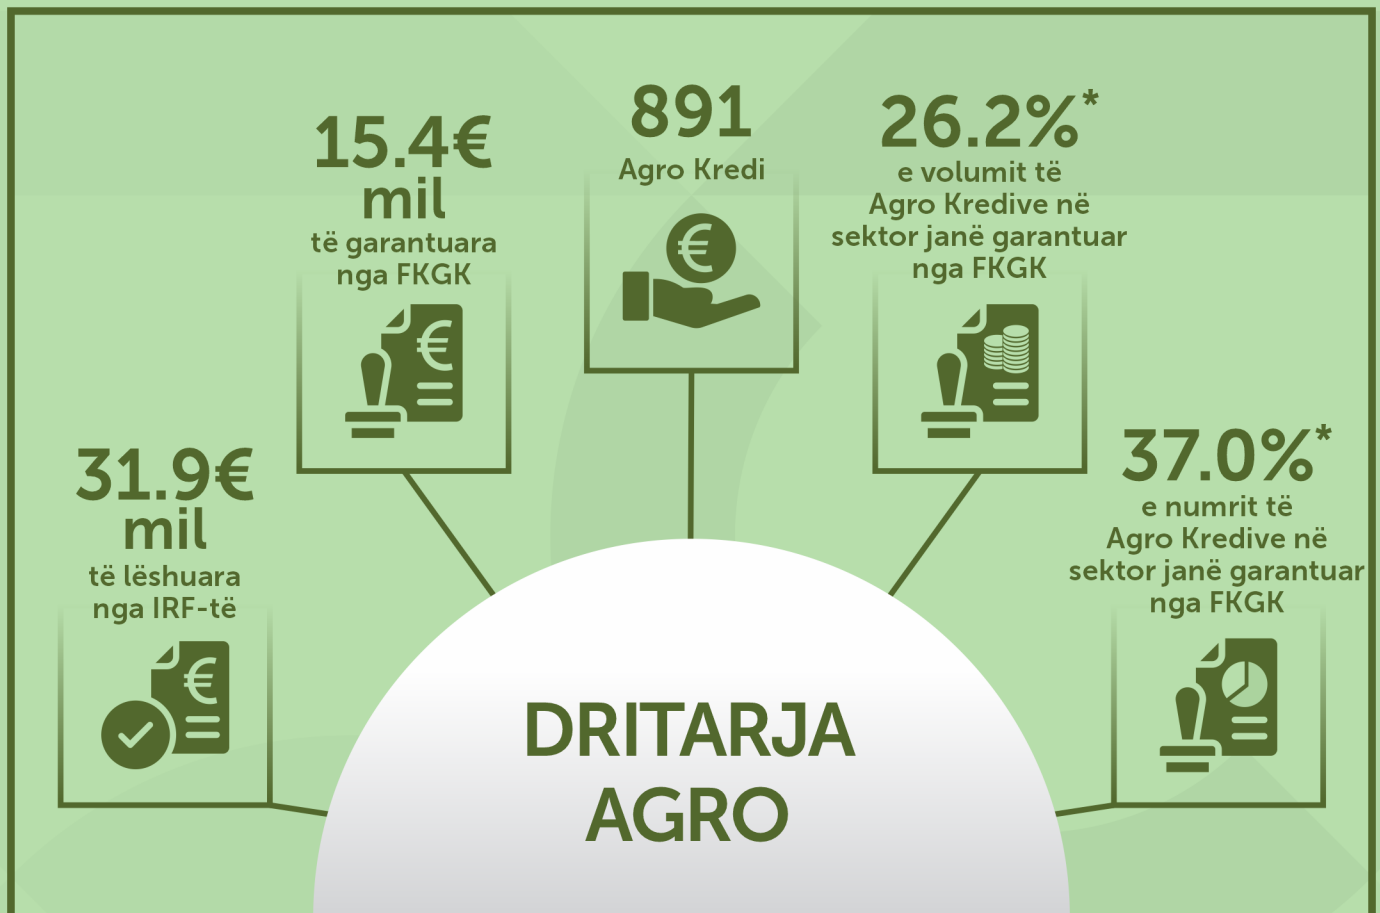 31.9€
mil
të lëshuara
nga IRF-të
15.4€
mil
të garantuara
nga FKGK
891
Agro Kredi
26.2%*
e volumit të
Agro Kredive në
sektor janë garantuar
nga FKGK
37.0%*
e numrit të
Agro Kredive në
sektor janë garantuar
nga FKGK
DRITARJA
AGRO